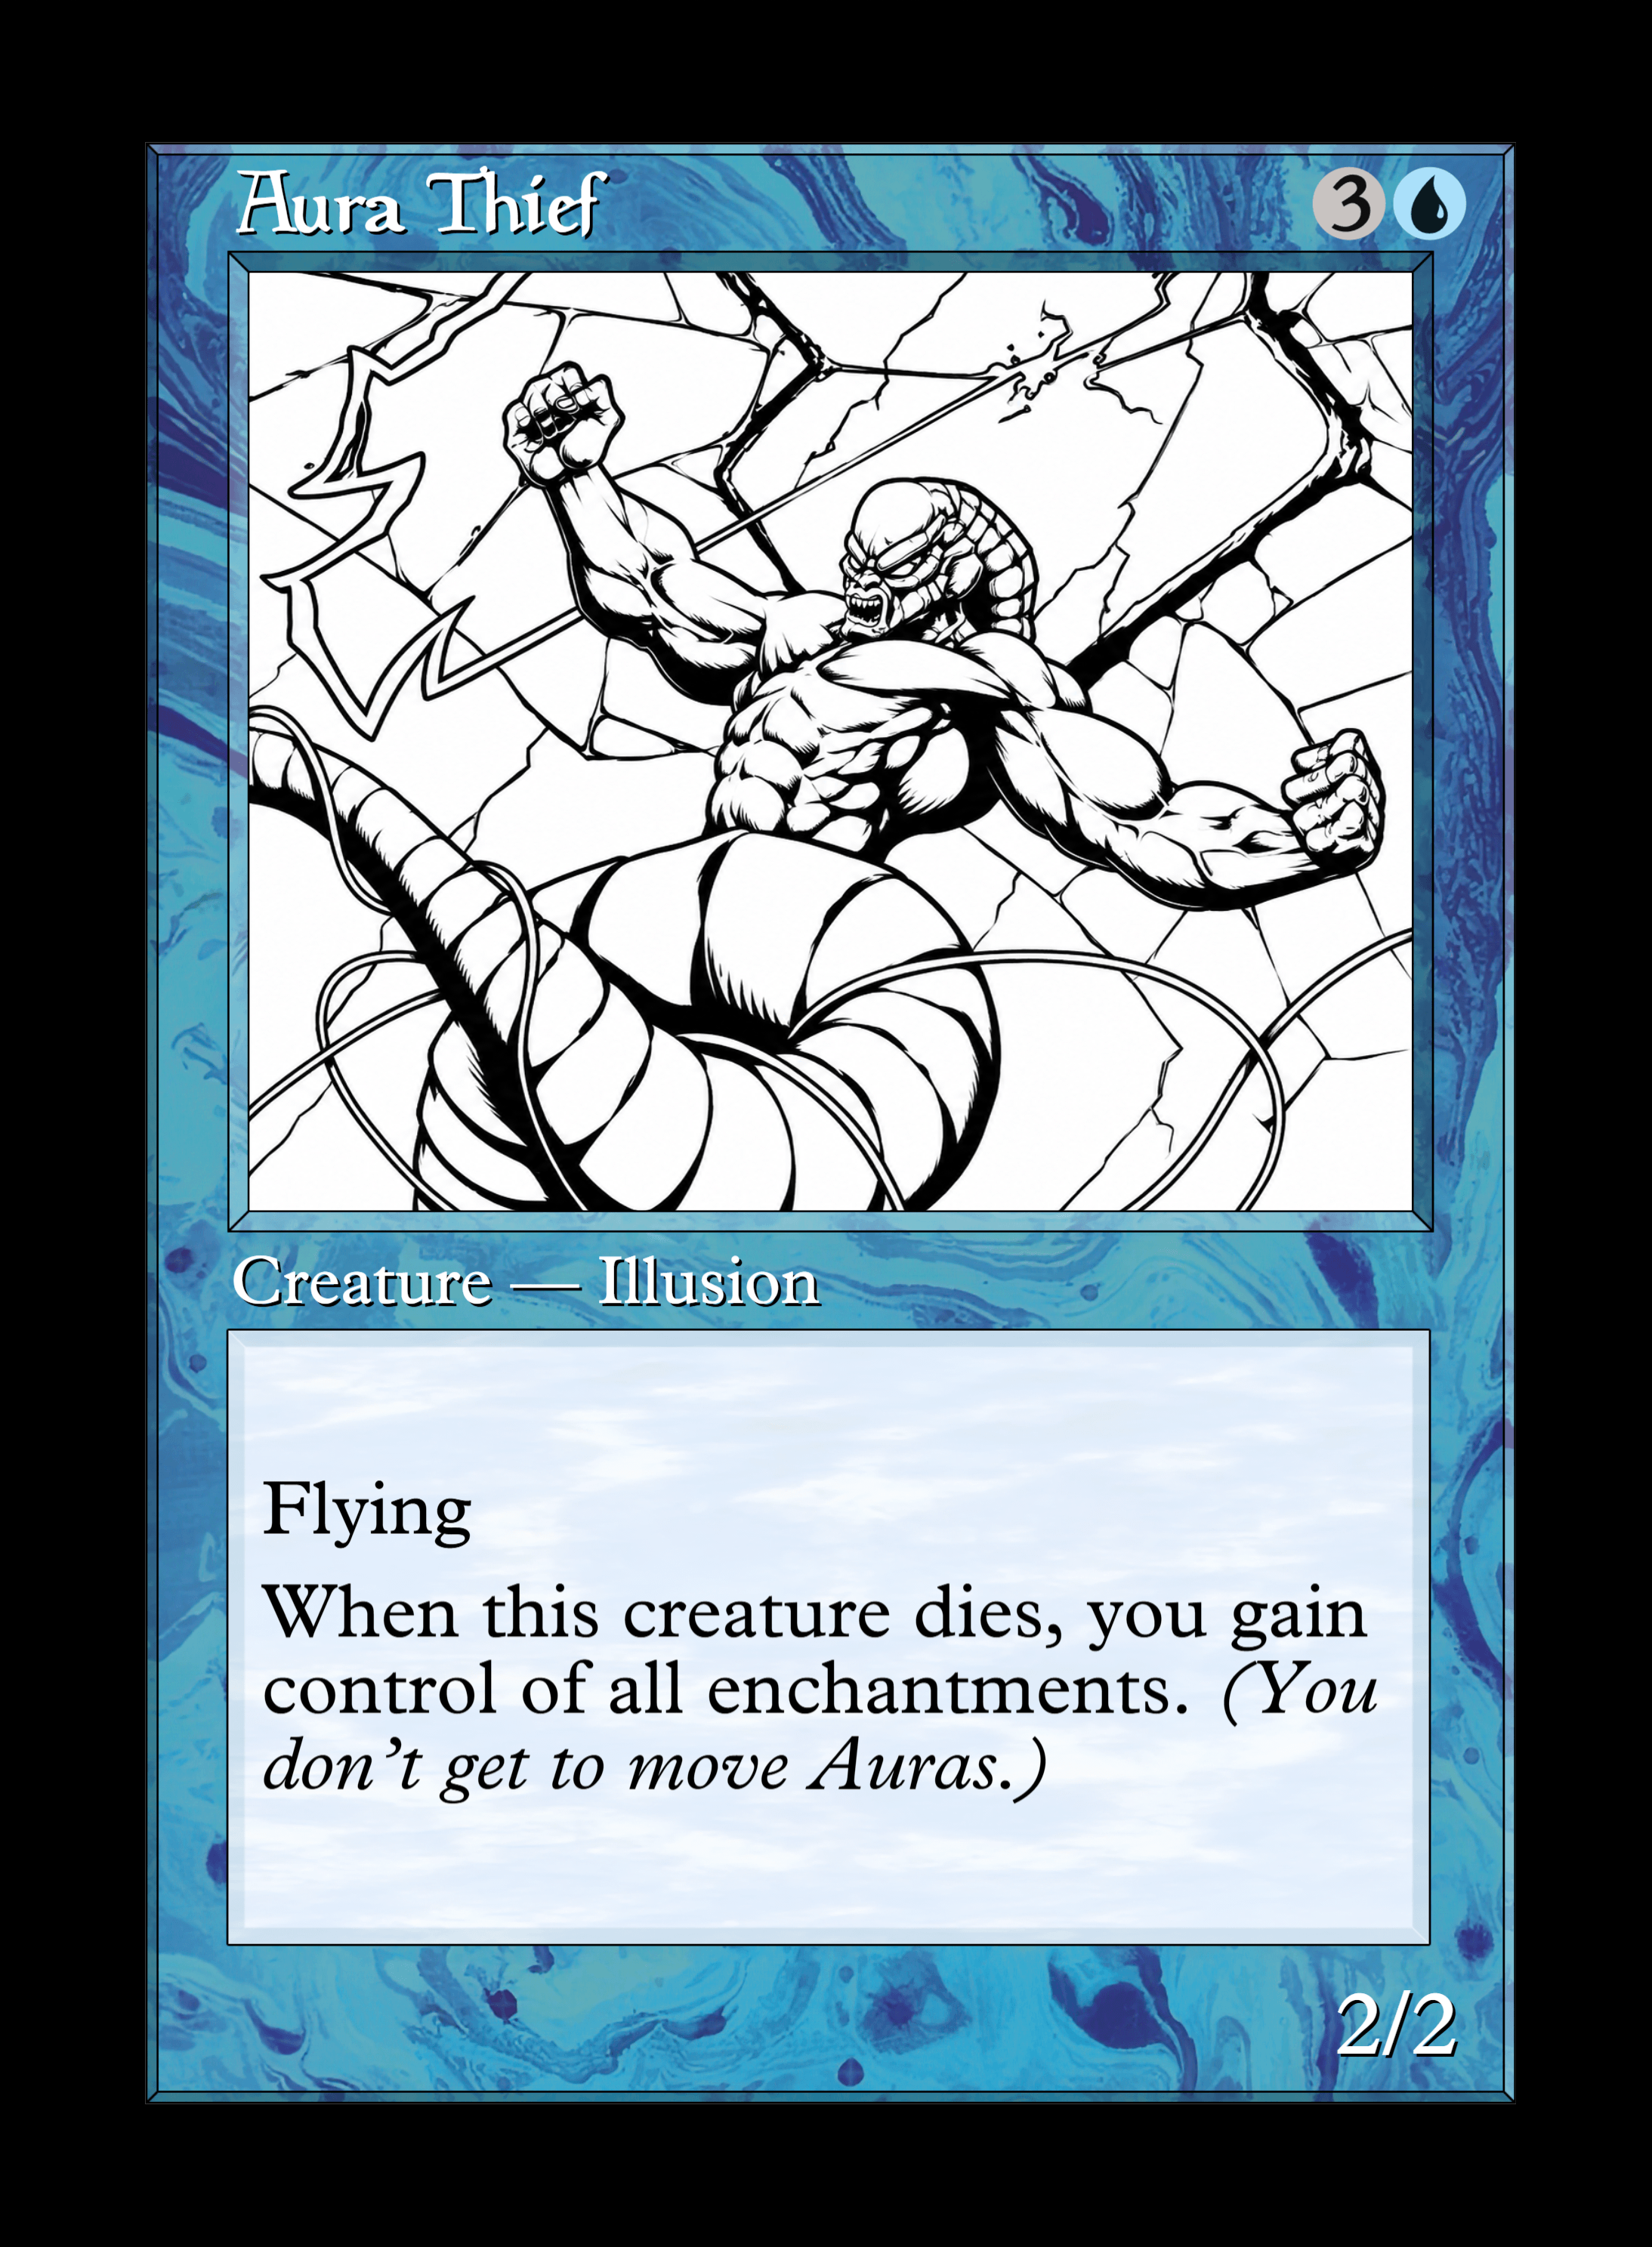 Aura Thief
3
Creature — Illusion
Flying
When this creature dies, you gain
control of all enchantments. (You
don't get to move Auras.)
2/2